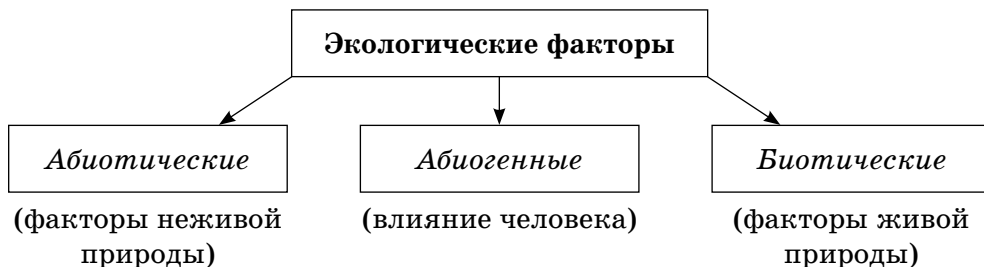 Экологические факторы
Абиотические
Абиогенные
Биотические
(факторы неживой
природы)
(влияние человека)
(факторы живой
природы)